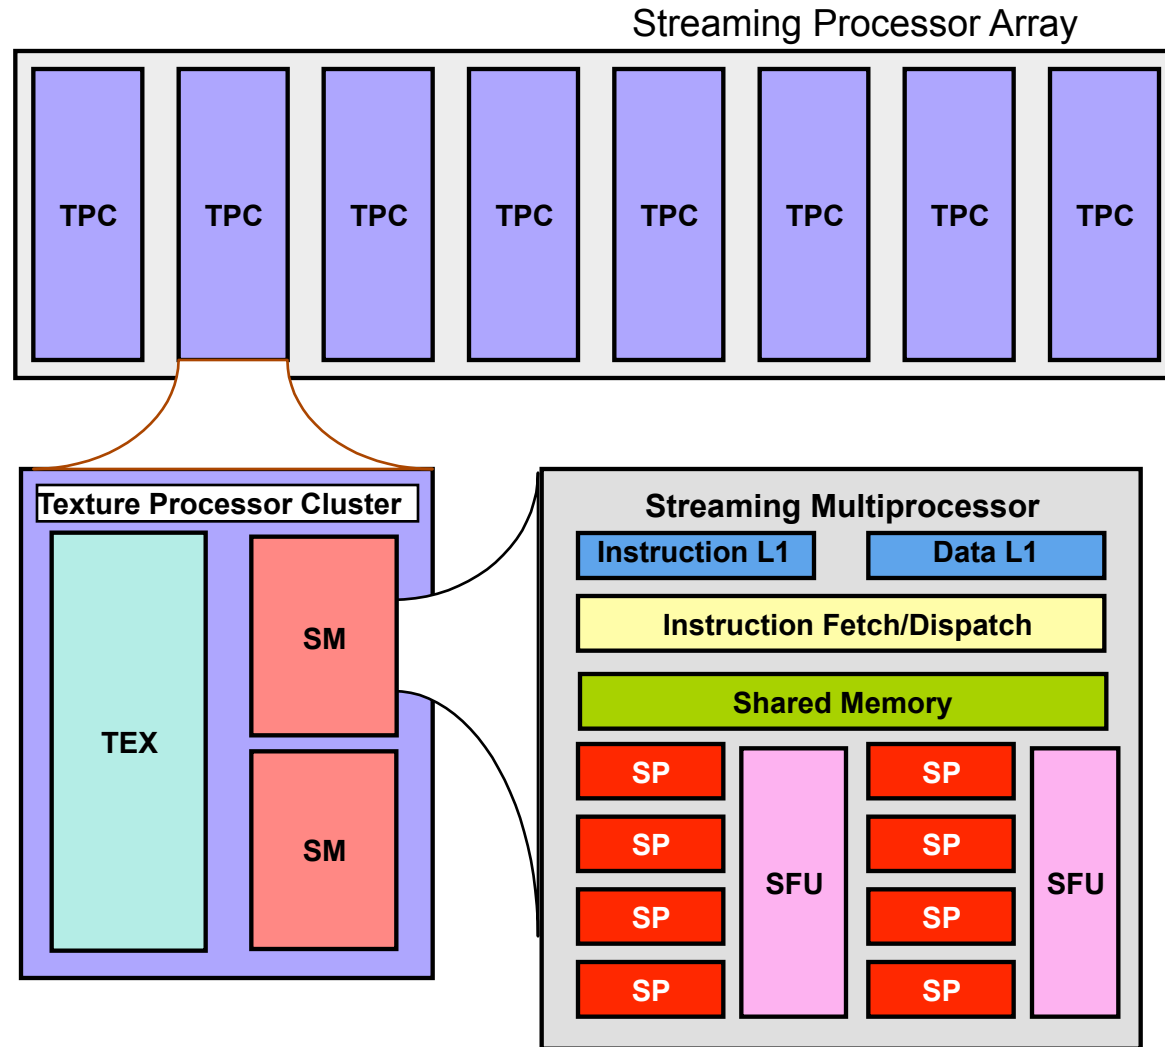 Streaming Processor Array
TPC TPC TPC TPC TPC TPC TPC TPC
Texture Processor Cluster
TEX
SM
SM
Streaming Multiprocessor
Instruction L1 Data L1
Instruction Fetch/Dispatch
Shared Memory
SP SP
SP SP
SFU SFU
SP SP
SP SP